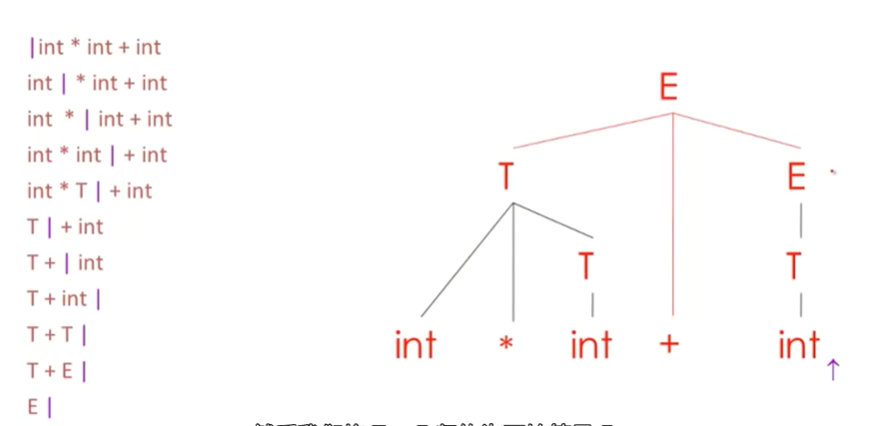 |int * int + int
int | * int + int
int * | int + int
int * int | + int
int * T | + int
T | + int
T + | int
T + int |
T + T |
T + E |
E |
E
T E
T T
int * int + int